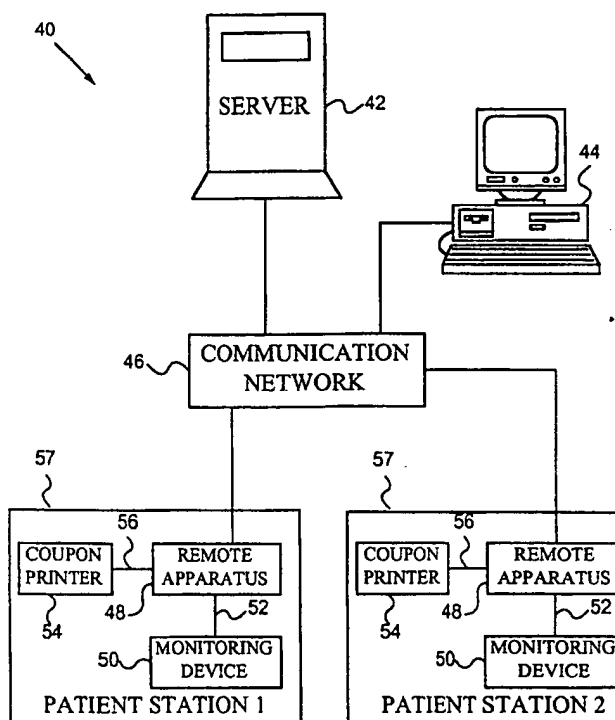 40
SERVER
42
44
46
COMMUNICATION
NETWORK
57
57
56
COUPON
PRINTER
REMOTE
APPARATUS
54
48
52
50
MONITORING
DEVICE
PATIENT STATION 1
56
COUPON
PRINTER
REMOTE
APPARATUS
54
48
52
50
MONITORING
DEVICE
PATIENT STATION 2